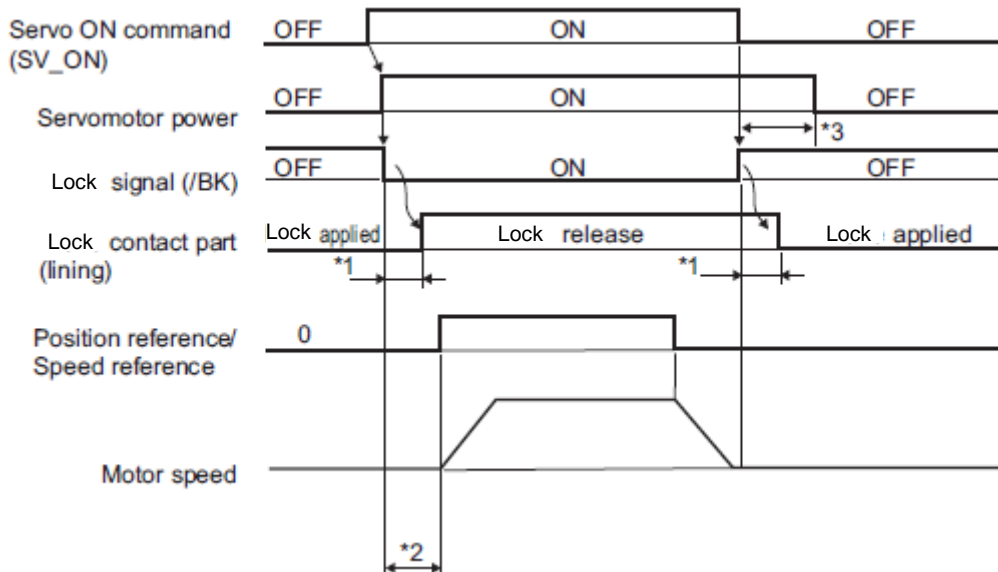 Servo ON command
(SV_ON)
OFF
ON
OFF
Servomotor power
OFF
ON
OFF
*3
Lock signal (/BK)
OFF
ON
OFF
Lock contact part
(lining)
Lock applied
Lock release
Lock applied
*1
*1
Position reference/
Speed reference
0
Motor speed
*2